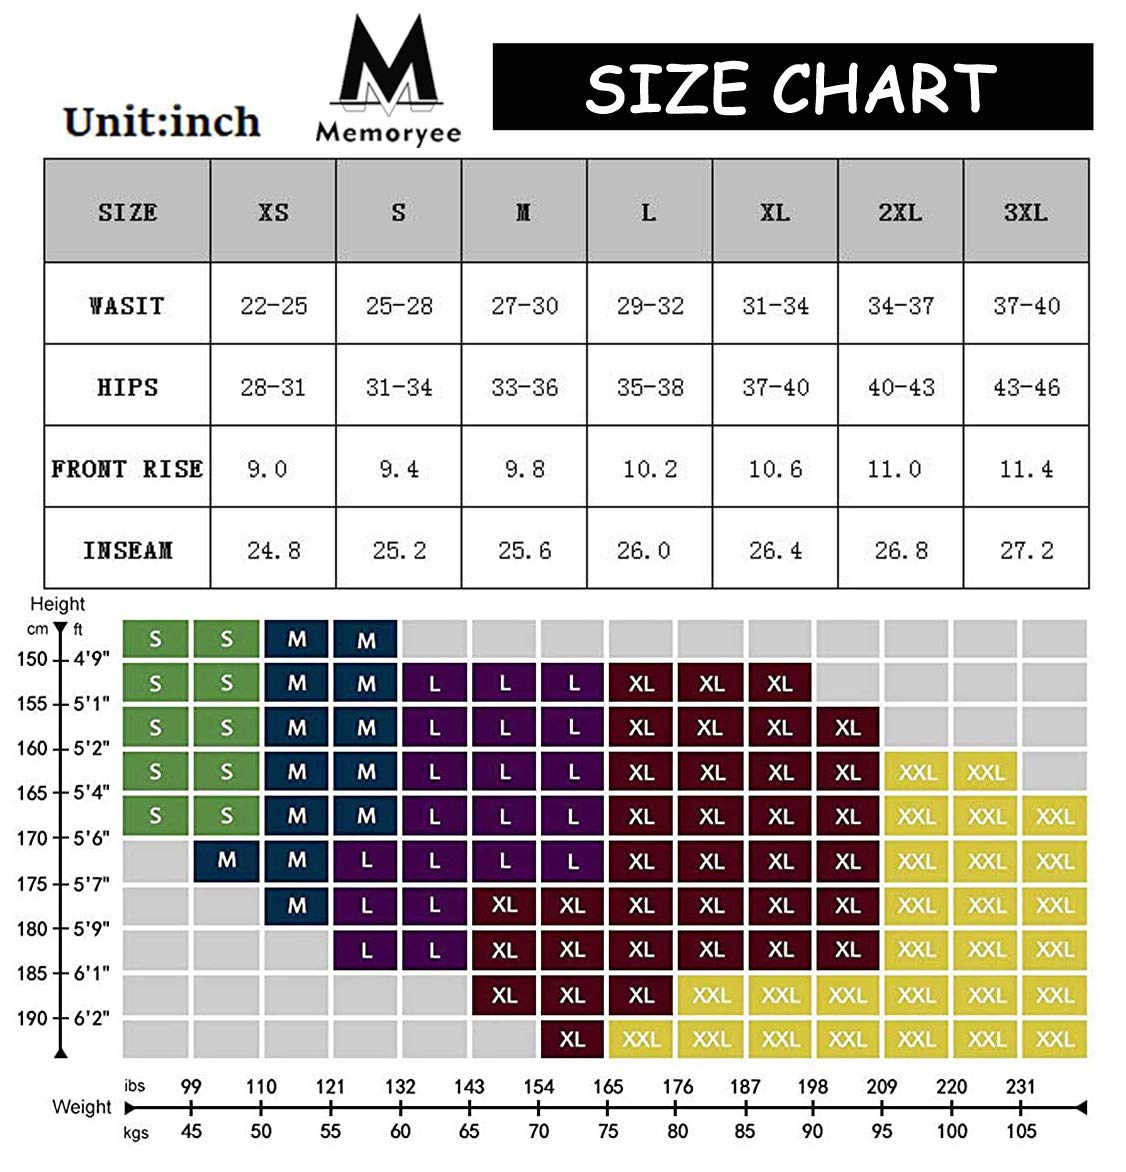 Unit:inch
Memoryee
SIZE CHART
SIZE XS S M L XL 2XL 3XL
WASIT 22-25 25-28 27-30 29-32 31-34 34-37 37-40
HIPS 28-31 31-34 33-36 35-38 37-40 40-43 43-46
FRONT RISE 9.0 9.4 9.8 10.2 10.6 11.0 11.4
INSEAM 24.8 25.2 25.6 26.0 26.4 26.8 27.2
Height
cm ft
S S M M
150 4'9"
S S M M L L L XL XL XL
155 5'1"
S S M M L L L XL XL XL XL
160 5'2"
S S M M L L L XL XL XL XL XXL XXL
165 5'4"
S S M M L L L XL XL XL XL XXL XXL XXL
170 5'6"
M M L L L L XL XL XL XL XXL XXL XXL
175 5'7"
M L L XL XL XL XL XL XL XXL XXL XXL
180 5'9"
L L XL XL XL XL XL XL XXL XXL XXL
185 6'1"
XL XL XL XXL XXL XXL XXL XXL XXL
190 6'2"
XL XXL XXL XXL XXL XXL XXL XXL
ibs 99 110 121 132 143 154 165 176 187 198 209 220 231
Weight
kgs 45 50 55 60 65 70 75 80 85 90 95 100 105